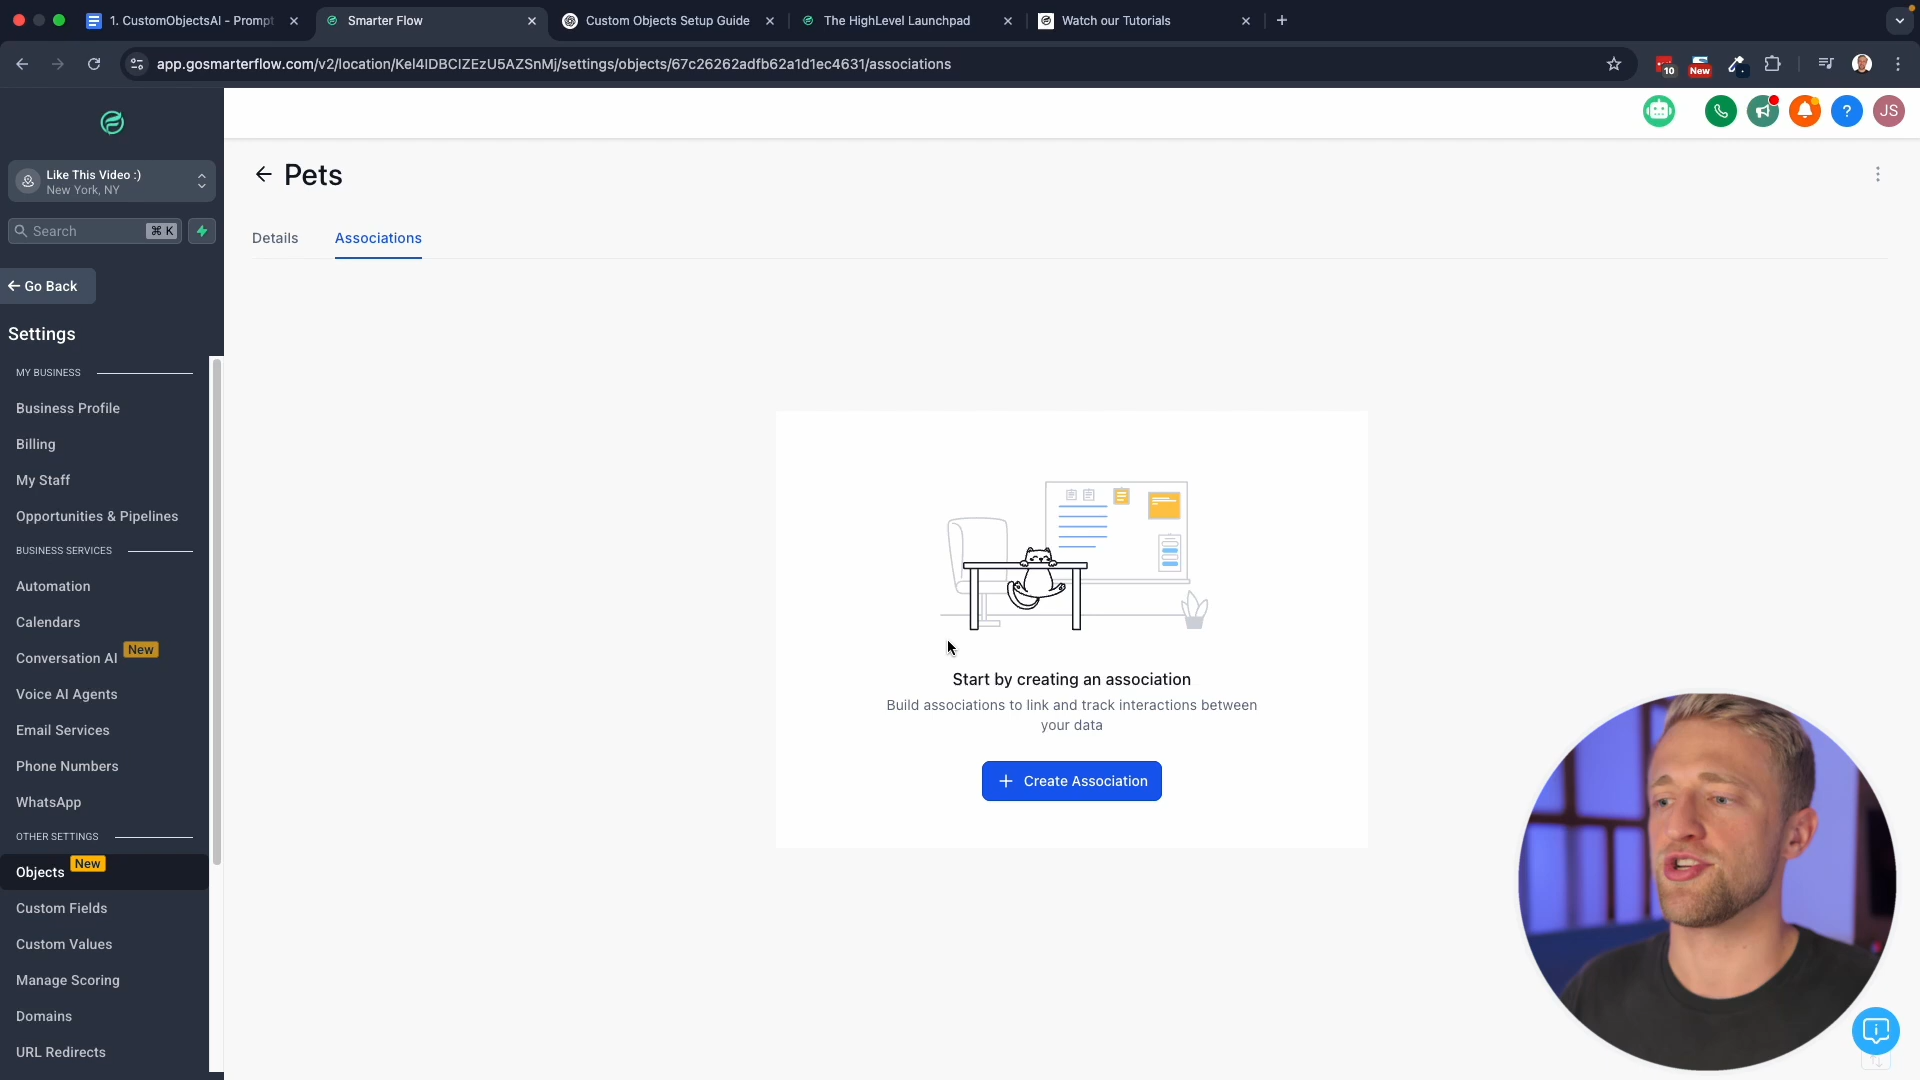 1. CustomObjectsAI - Prompt
Smarter Flow
Custom Objects Setup Guide
The HighLevel Launchpad
Watch our Tutorials
app.gosmarterflow.com/v2/location/Kel4IDBCIZEzU5AZSnMj/settings/objects/67c26262adfb62a1d1ec4631/associations
10
New
?
JS
Like This Video :)
New York, NY
Search
⌘ K
← Go Back
Settings
MY BUSINESS
Business Profile
Billing
My Staff
Opportunities & Pipelines
BUSINESS SERVICES
Automation
Calendars
Conversation AI New
Voice AI Agents
Email Services
Phone Numbers
WhatsApp
OTHER SETTINGS
Objects New
Custom Fields
Custom Values
Manage Scoring
Domains
URL Redirects
← Pets
Details
Associations
Start by creating an association
Build associations to link and track interactions between
your data
+ Create Association